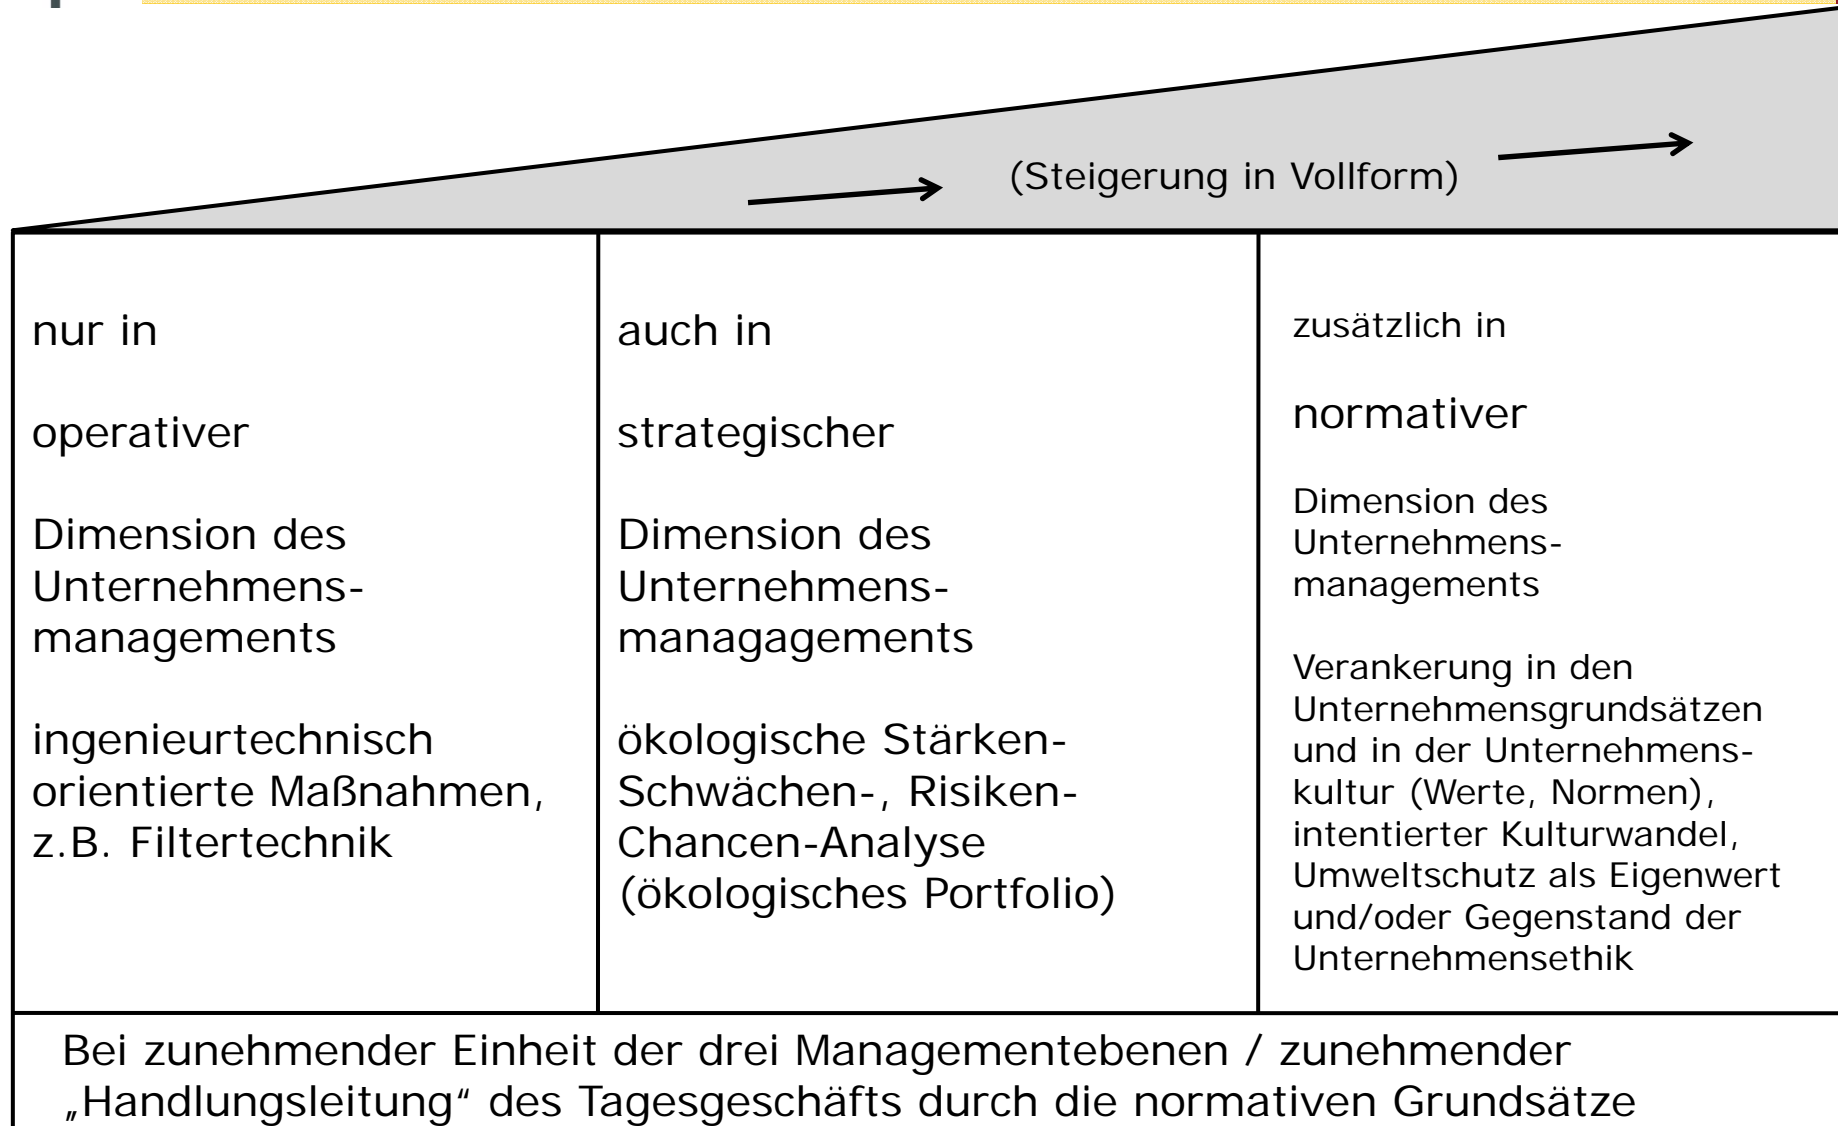 (Steigerung in Vollform)
nur in
operativer
Dimension des
Unternehmens-
managements
ingenieurtechnisch
orientierte Maßnahmen,
z.B. Filtertechnik
auch in
strategischer
Dimension des
Unternehmens-
managagements
ökologische Stärken-
Schwächen-, Risiken-
Chancen-Analyse
(ökologisches Portfolio)
zusätzlich in
normativer
Dimension des
Unternehmens-
managements
Verankerung in den
Unternehmensgrundsätzen
und in der Unternehmens-
kultur (Werte, Normen),
intentierter Kulturwandel,
Umweltschutz als Eigenwert
und/oder Gegenstand der
Unternehmensethik
Bei zunehmender Einheit der drei Managementebenen / zunehmender
„Handlungsleitung“ des Tagesgeschäfts durch die normativen Grundsätze